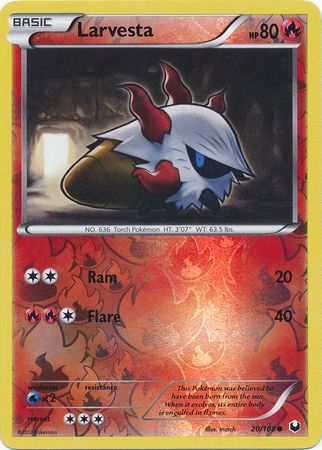 BASIC
Larvesta
HP80
NO. 636 Torch Pokémon HT: 3'07" WT: 63.5 lbs.
Ram 20
Flare 40
weakness resistance
×2
retreat
This Pokémon was believed to
have been born from the sun.
When it evolves, its entire body
is engulfed in flames.
©2012 Pokémon
Illus. match
20/108